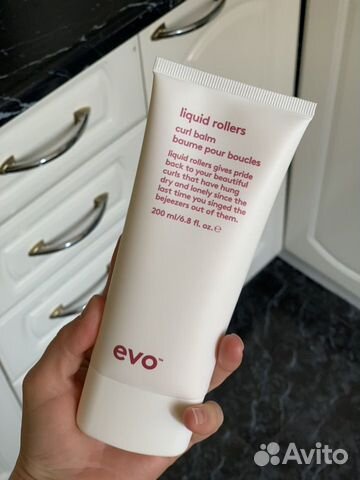 liquid rollers
curl balm
baume pour boucles
liquid rollers gives pride
back to your beautiful
curls that have hung
dry and lonely since the
last time you singed the
bejeezers out of them.
200 ml/6.8 fl. oz. ℮
evo™
Avito